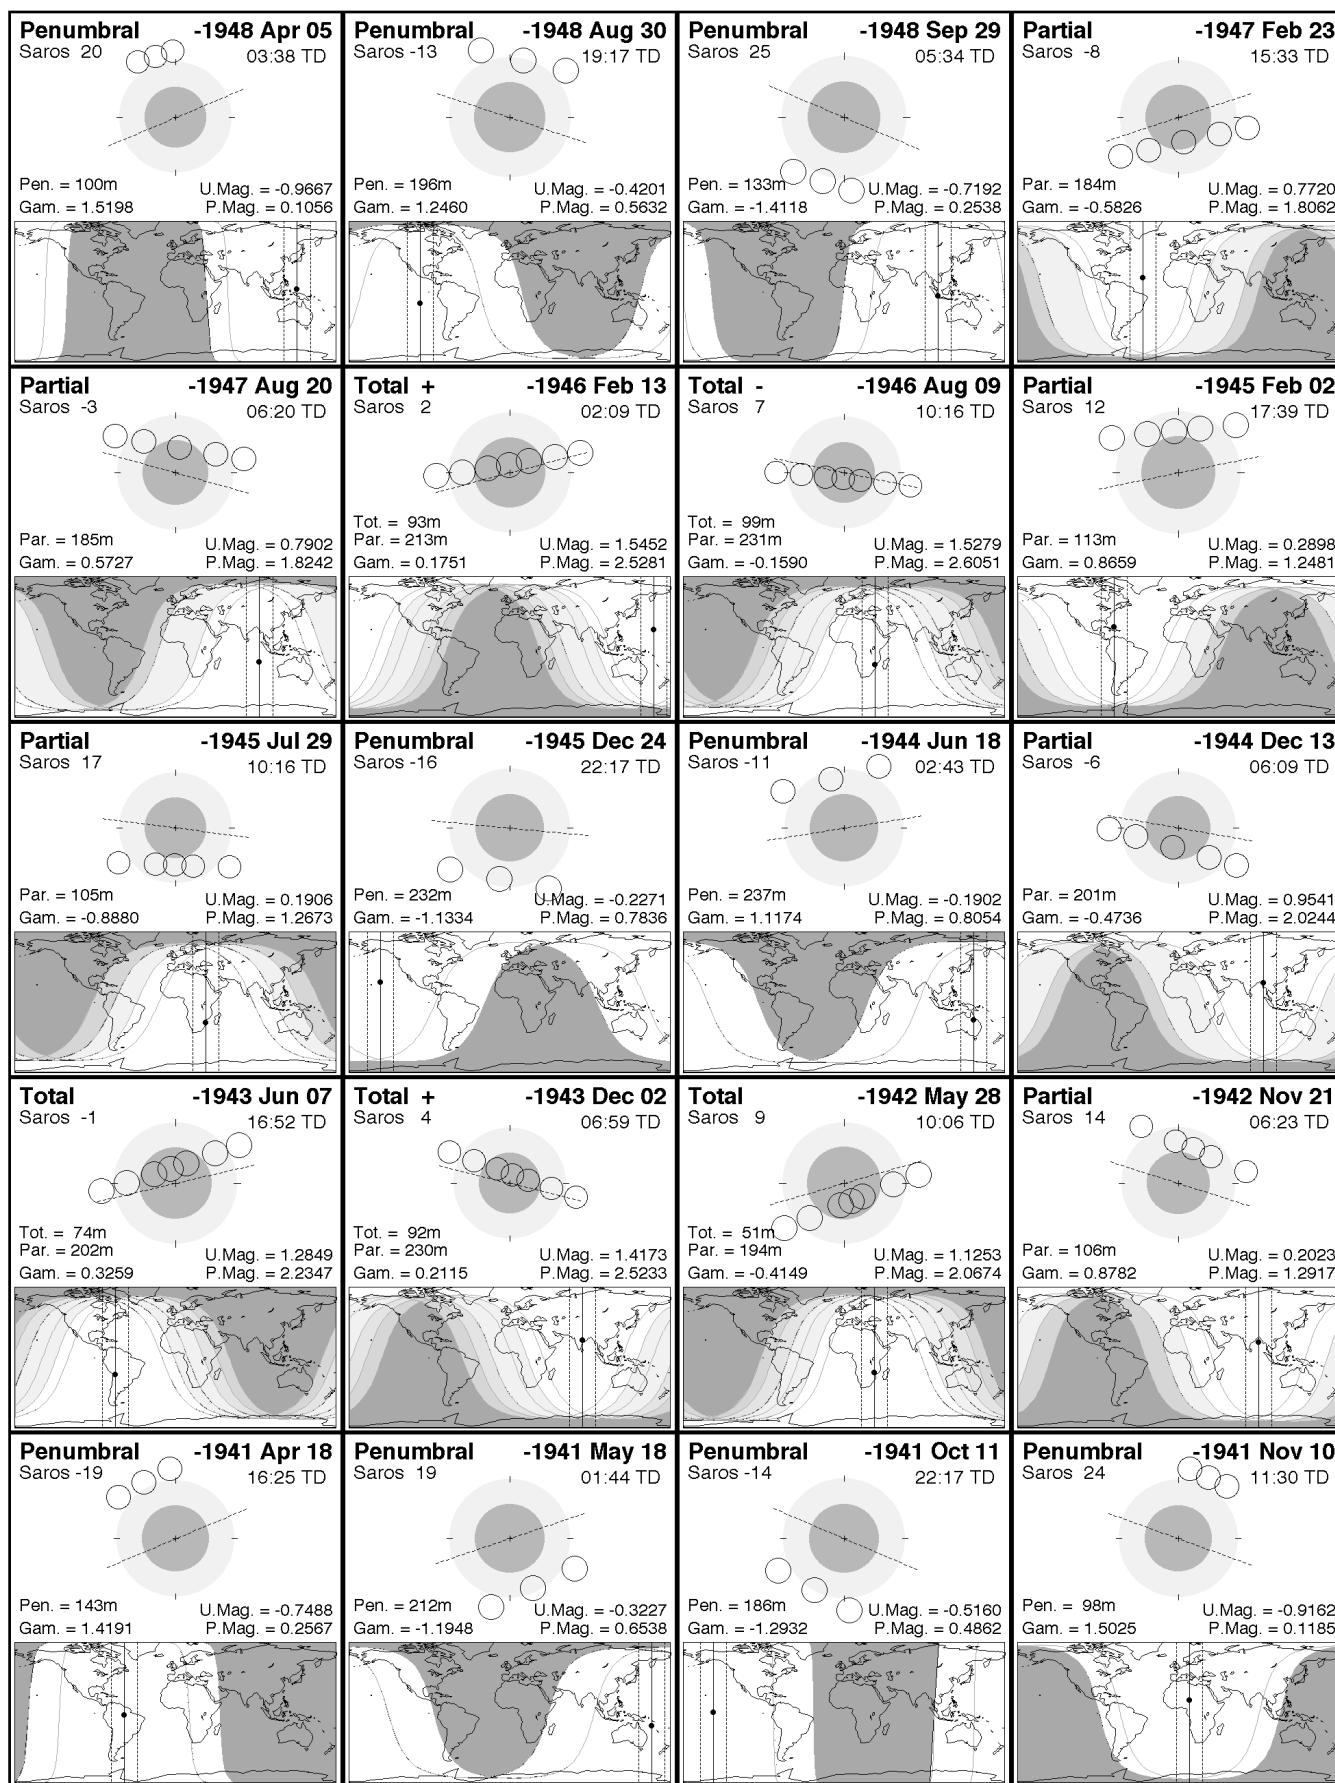 Penumbral -1948 Apr 05
Saros 20 03:38 TD
Pen. = 100m U.Mag. = -0.9667
Gam. = 1.5198 P.Mag. = 0.1056
Penumbral -1948 Aug 30
Saros -13 19:17 TD
Pen. = 196m U.Mag. = -0.4201
Gam. = 1.2460 P.Mag. = 0.5632
Penumbral -1948 Sep 29
Saros 25 05:34 TD
Pen. = 133m U.Mag. = -0.7192
Gam. = -1.4118 P.Mag. = 0.2538
Partial -1947 Feb 23
Saros -8 15:33 TD
Par. = 184m U.Mag. = 0.7720
Gam. = -0.5826 P.Mag. = 1.8062
Partial -1947 Aug 20
Saros -3 06:20 TD
Par. = 185m U.Mag. = 0.7902
Gam. = 0.5727 P.Mag. = 1.8242
Total + -1946 Feb 13
Saros 2 02:09 TD
Tot. = 93m
Par. = 213m U.Mag. = 1.5452
Gam. = 0.1751 P.Mag. = 2.5281
Total - -1946 Aug 09
Saros 7 10:16 TD
Tot. = 99m
Par. = 231m U.Mag. = 1.5279
Gam. = -0.1590 P.Mag. = 2.6051
Partial -1945 Feb 02
Saros 12 17:39 TD
Par. = 113m U.Mag. = 0.2898
Gam. = 0.8659 P.Mag. = 1.2481
Partial -1945 Jul 29
Saros 17 10:16 TD
Par. = 105m U.Mag. = 0.1906
Gam. = -0.8880 P.Mag. = 1.2673
Penumbral -1945 Dec 24
Saros -16 22:17 TD
Pen. = 232m U.Mag. = -0.2271
Gam. = -1.1334 P.Mag. = 0.7836
Penumbral -1944 Jun 18
Saros -11 02:43 TD
Pen. = 237m U.Mag. = -0.1902
Gam. = 1.1174 P.Mag. = 0.8054
Partial -1944 Dec 13
Saros -6 06:09 TD
Par. = 201m U.Mag. = 0.9541
Gam. = -0.4736 P.Mag. = 2.0244
Total -1943 Jun 07
Saros -1 16:52 TD
Tot. = 74m
Par. = 202m U.Mag. = 1.2849
Gam. = 0.3259 P.Mag. = 2.2347
Total + -1943 Dec 02
Saros 4 06:59 TD
Tot. = 92m
Par. = 230m U.Mag. = 1.4173
Gam. = 0.2115 P.Mag. = 2.5233
Total -1942 May 28
Saros 9 10:06 TD
Tot. = 51m
Par. = 194m U.Mag. = 1.1253
Gam. = -0.4149 P.Mag. = 2.0674
Partial -1942 Nov 21
Saros 14 06:23 TD
Par. = 106m U.Mag. = 0.2023
Gam. = 0.8782 P.Mag. = 1.2917
Penumbral -1941 Apr 18
Saros -19 16:25 TD
Pen. = 143m U.Mag. = -0.7488
Gam. = 1.4191 P.Mag. = 0.2567
Penumbral -1941 May 18
Saros 19 01:44 TD
Pen. = 212m U.Mag. = -0.3227
Gam. = -1.1948 P.Mag. = 0.6538
Penumbral -1941 Oct 11
Saros -14 22:17 TD
Pen. = 186m U.Mag. = -0.5160
Gam. = -1.2932 P.Mag. = 0.4862
Penumbral -1941 Nov 10
Saros 24 11:30 TD
Pen. = 98m U.Mag. = -0.9162
Gam. = 1.5025 P.Mag. = 0.1185